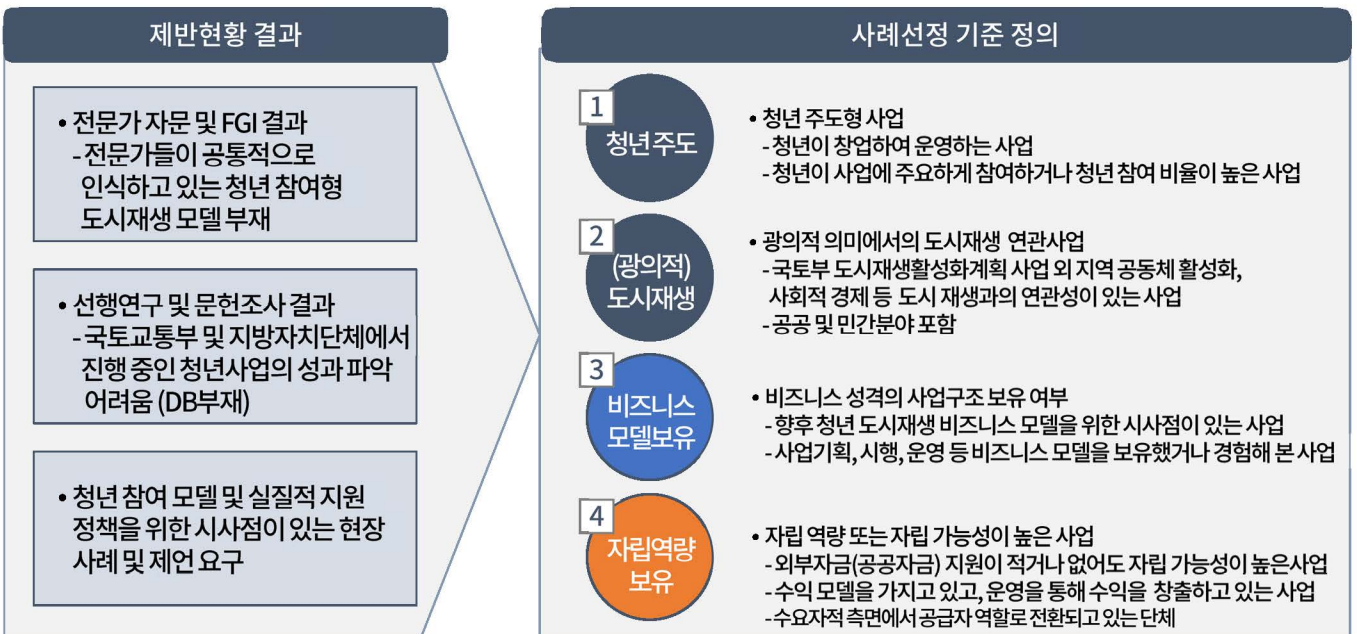 제반현황 결과
• 전문가 자문 및 FGI 결과
- 전문가들이 공통적으로
인식하고 있는 청년 참여형
도시재생 모델 부재
• 선행연구 및 문헌조사 결과
- 국토교통부 및 지방자치단체에서
진행 중인 청년사업의 성과 파악
어려움 (DB부재)
• 청년 참여 모델 및 실질적 지원
정책을 위한 시사점이 있는 현장
사례 및 제언 요구
사례선정 기준 정의
1
청년 주도
• 청년 주도형 사업
- 청년이 창업하여 운영하는 사업
- 청년이 사업에 주요하게 참여하거나 청년 참여 비율이 높은 사업
2
(광의적)
도시재생
• 광의적 의미에서의 도시재생 연관사업
- 국토부 도시재생활성화계획 사업 외 지역 공동체 활성화,
사회적 경제 등 도시 재생과의 연관성이 있는 사업
- 공공 및 민간분야 포함
3
비즈니스
모델보유
• 비즈니스 성격의 사업구조 보유 여부
- 향후 청년 도시재생 비즈니스 모델을 위한 시사점이 있는 사업
- 사업기획, 시행, 운영 등 비즈니스 모델을 보유했거나 경험해 본 사업
4
자립역량
보유
• 자립 역량 또는 자립 가능성이 높은 사업
- 외부자금(공공자금) 지원이 적거나 없어도 자립 가능성이 높은사업
- 수익 모델을 가지고 있고, 운영을 통해 수익을 창출하고 있는 사업
- 수요자적 측면에서 공급자 역할로 전환되고 있는 단체